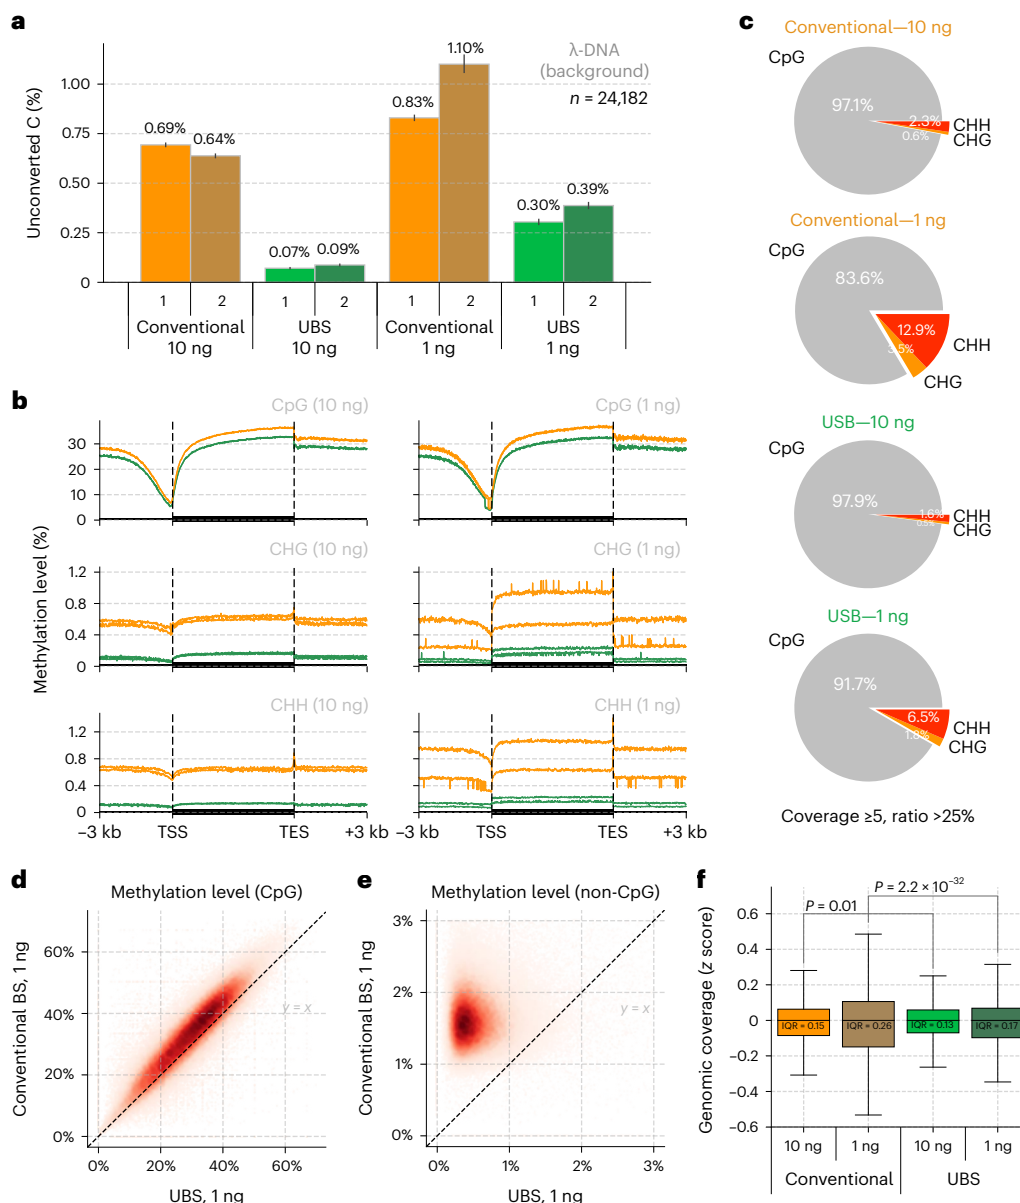 a
1.00
0.75
0.50
0.25
0
Unconverted C (%)
0.69%
0.64%
0.07%
0.09%
0.83%
1.10%
0.30%
0.39%
λ-DNA
(background)
n = 24,182
1 2 1 2 1 2 1 2
Conventional UBS Conventional UBS
10 ng 10 ng 1 ng 1 ng
b
Methylation level (%)
CpG (10 ng)
CpG (1 ng)
30
20
10
0
CHG (10 ng)
CHG (1 ng)
1.2
0.8
0.4
0
CHH (10 ng)
CHH (1 ng)
1.2
0.8
0.4
0
−3 kb TSS TES +3 kb −3 kb TSS TES +3 kb
c
Conventional—10 ng
CpG
97.1%
2.3%
0.6%
CHH
CHG
Conventional—1 ng
CpG
83.6%
12.9%
3.5%
CHH
CHG
USB—10 ng
CpG
97.9%
1.6%
0.5%
CHH
CHG
USB—1 ng
CpG
91.7%
6.5%
1.8%
CHH
CHG
Coverage ≥5, ratio >25%
d
Methylation level (CpG)
Conventional BS, 1 ng
60%
40%
20%
0%
y = x
0% 20% 40% 60%
UBS, 1 ng
e
Methylation level (non-CpG)
Conventional BS, 1 ng
3%
2%
1%
0%
y = x
0% 1% 2% 3%
UBS, 1 ng
f
P = 2.2 × 10−32
P = 0.01
Genomic coverage (z score)
0.6
0.4
0.2
0
−0.2
−0.4
−0.6
IQR = 0.15
IQR = 0.26
IQR = 0.13
IQR = 0.17
10 ng 1 ng 10 ng 1 ng
Conventional UBS